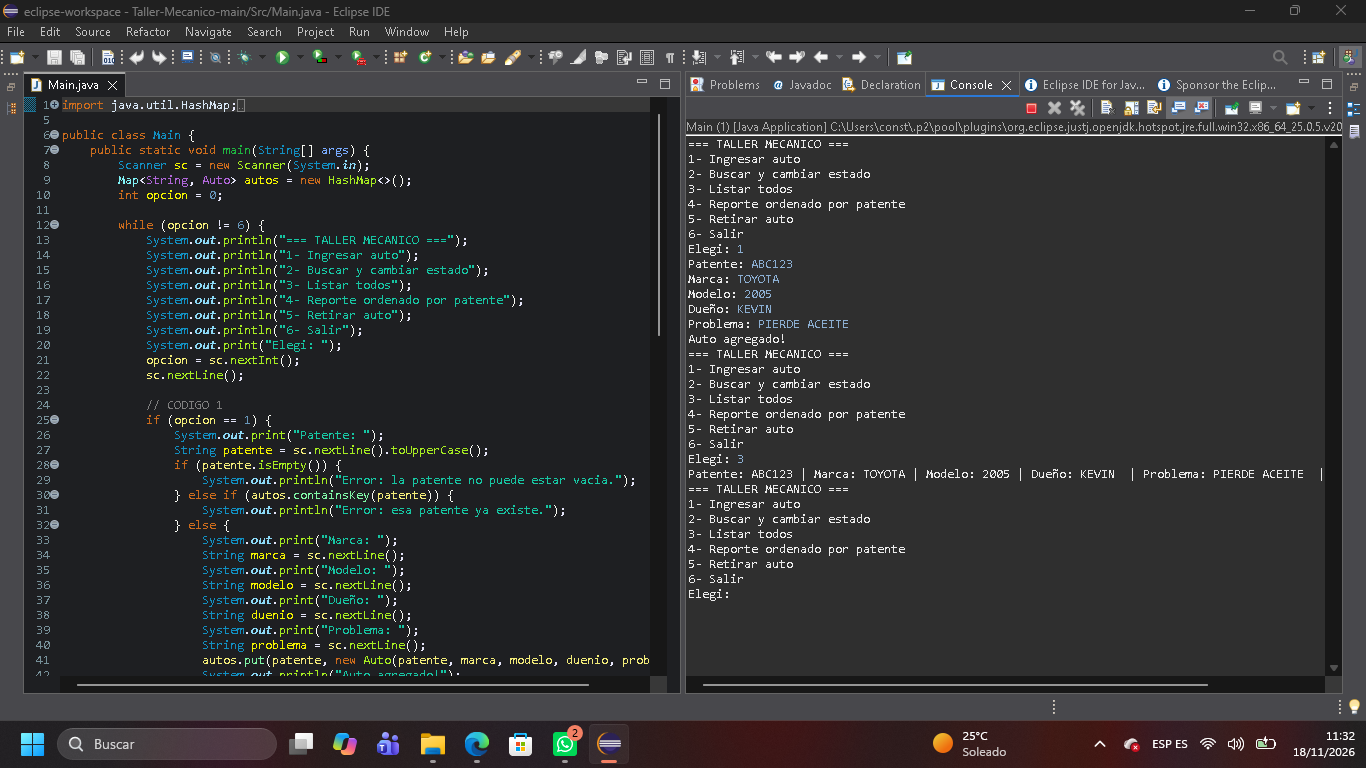 eclipse-workspace - Taller-Mecanico-main/Src/Main.java - Eclipse IDE
File Edit Source Refactor Navigate Search Project Run Window Help
Main.java
1 import java.util.HashMap;
5
6 public class Main {
7 public static void main(String[] args) {
8 Scanner sc = new Scanner(System.in);
9 Map<String, Auto> autos = new HashMap<>();
10 int opcion = 0;
11
12 while (opcion != 6) {
13 System.out.println("=== TALLER MECANICO ===");
14 System.out.println("1- Ingresar auto");
15 System.out.println("2- Buscar y cambiar estado");
16 System.out.println("3- Listar todos");
17 System.out.println("4- Reporte ordenado por patente");
18 System.out.println("5- Retirar auto");
19 System.out.println("6- Salir");
20 System.out.print("Elegi: ");
21 opcion = sc.nextInt();
22 sc.nextLine();
23
24 // CODIGO 1
25 if (opcion == 1) {
26 System.out.print("Patente: ");
27 String patente = sc.nextLine().toUpperCase();
28 if (patente.isEmpty()) {
29 System.out.println("Error: la patente no puede estar vacia.");
30 } else if (autos.containsKey(patente)) {
31 System.out.println("Error: esa patente ya existe.");
32 } else {
33 System.out.print("Marca: ");
34 String marca = sc.nextLine();
35 System.out.print("Modelo: ");
36 String modelo = sc.nextLine();
37 System.out.print("Dueño: ");
38 String duenio = sc.nextLine();
39 System.out.print("Problema: ");
40 String problema = sc.nextLine();
41 autos.put(patente, new Auto(patente, marca, modelo, duenio, prob
42 System.out.println("Auto agregado!");
Problems Javadoc Declaration Console Eclipse IDE for Jav... Sponsor the Eclip...
Main (1) [Java Application] C:\Users\const\.p2\pool\plugins\org.eclipse.justj.openjdk.hotspot.jre.full.win32.x86_64_25.0.5.v20
=== TALLER MECANICO ===
1- Ingresar auto
2- Buscar y cambiar estado
3- Listar todos
4- Reporte ordenado por patente
5- Retirar auto
6- Salir
Elegi: 1
Patente: ABC123
Marca: TOYOTA
Modelo: 2005
Dueño: KEVIN
Problema: PIERDE ACEITE
Auto agregado!
=== TALLER MECANICO ===
1- Ingresar auto
2- Buscar y cambiar estado
3- Listar todos
4- Reporte ordenado por patente
5- Retirar auto
6- Salir
Elegi: 3
Patente: ABC123 | Marca: TOYOTA | Modelo: 2005 | Dueño: KEVIN  | Problema: PIERDE ACEITE  |
=== TALLER MECANICO ===
1- Ingresar auto
2- Buscar y cambiar estado
3- Listar todos
4- Reporte ordenado por patente
5- Retirar auto
6- Salir
Elegi:
Buscar
2
25°C
Soleado
ESP ES
11:32
18/11/2026